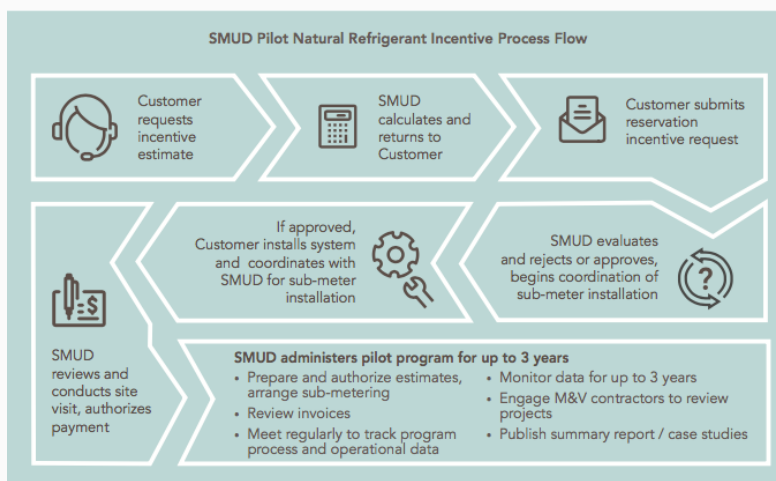 SMUD Pilot Natural Refrigerant Incentive Process Flow
Customer
requests
incentive
estimate
SMUD
calculates and
returns to
Customer
Customer submits
reservation
incentive request
SMUD evaluates
and rejects or approves,
begins coordination of
sub-meter installation
?
If approved,
Customer installs system
and coordinates with
SMUD for sub-meter
installation
$
SMUD
reviews and
conducts site
visit, authorizes
payment
SMUD administers pilot program for up to 3 years
• Prepare and authorize estimates,
arrange sub-metering
• Review invoices
• Meet regularly to track program
process and operational data
• Monitor data for up to 3 years
• Engage M&V contractors to review
projects
• Publish summary report / case studies